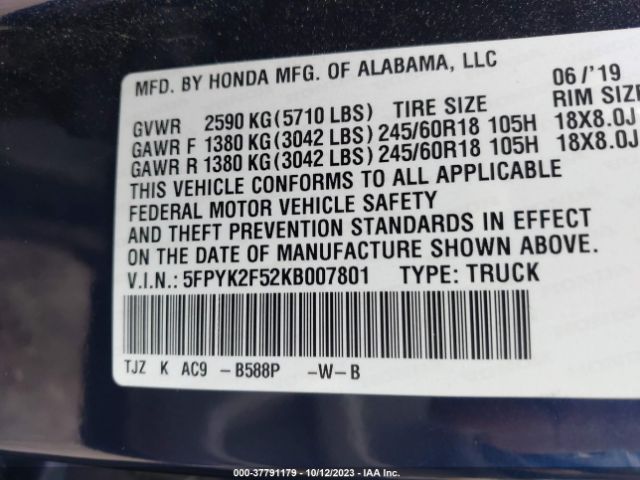 MFD. BY HONDA MFG. OF ALABAMA, LLC 06/'19
GVWR 2590 KG(5710 LBS) TIRE SIZE RIM SIZE
GAWR F 1380 KG(3042 LBS) 245/60R18 105H 18X8.0J
GAWR R 1380 KG(3042 LBS) 245/60R18 105H 18X8.0J
THIS VEHICLE CONFORMS TO ALL APPLICABLE
FEDERAL MOTOR VEHICLE SAFETY
AND THEFT PREVENTION STANDARDS IN EFFECT
ON THE DATE OF MANUFACTURE SHOWN ABOVE.
V.I.N.: 5FPYK2F52KB007801 TYPE: TRUCK
TJZ K AC9 -B588P -W-B
000-37791179 - 10/12/2023 - IAA Inc.